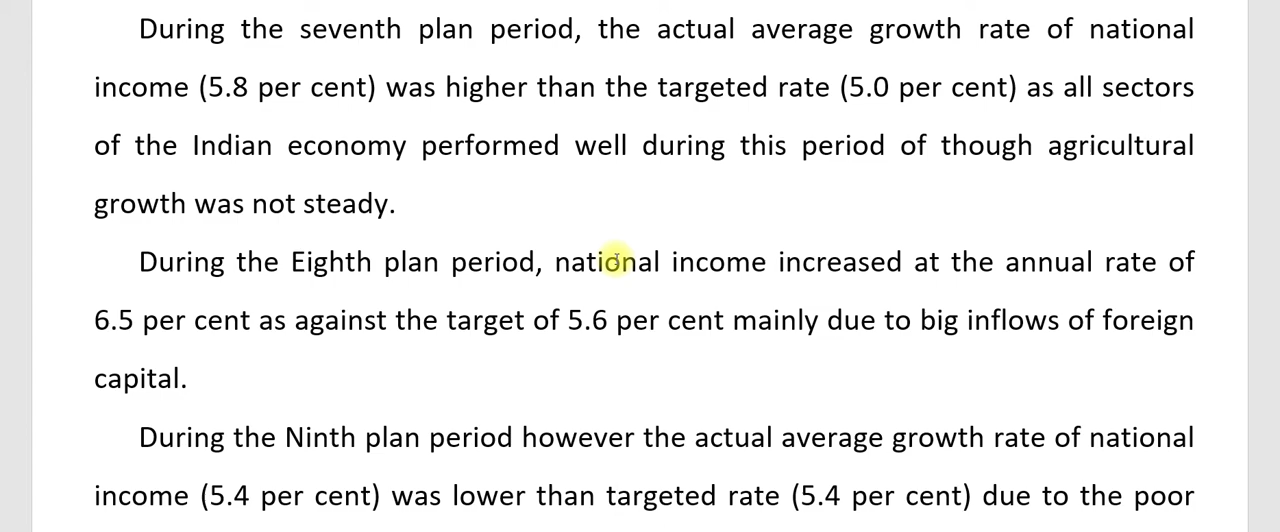 During the seventh plan period, the actual average growth rate of national
income (5.8 per cent) was higher than the targeted rate (5.0 per cent) as all sectors
of the Indian economy performed well during this period of though agricultural
growth was not steady.
During the Eighth plan period, national income increased at the annual rate of
6.5 per cent as against the target of 5.6 per cent mainly due to big inflows of foreign
capital.
During the Ninth plan period however the actual average growth rate of national
income (5.4 per cent) was lower than targeted rate (5.4 per cent) due to the poor